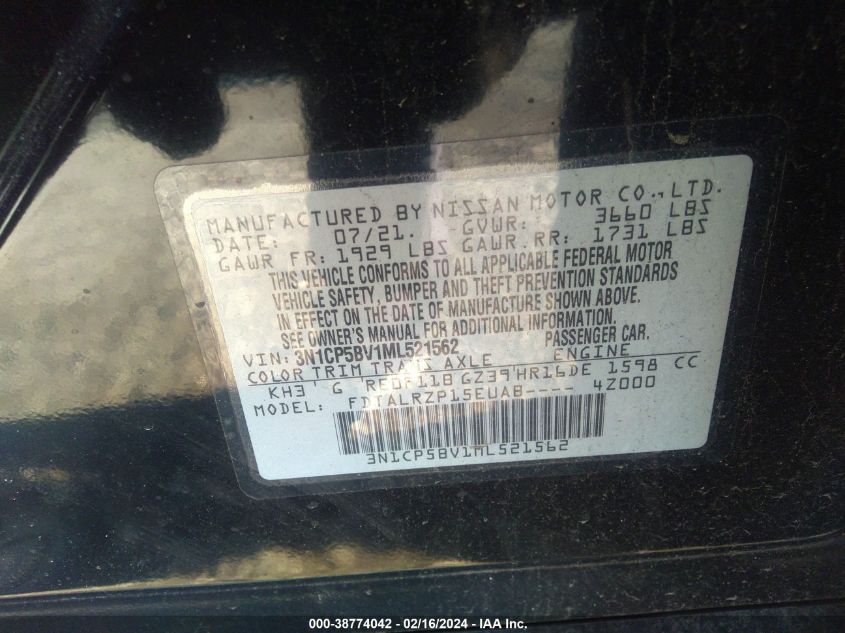 MANUFACTURED BY NISSAN MOTOR CO., LTD.
DATE: 07/21. GVWR: 3660 LBS
GAWR FR: 1929 LBS GAWR. RR: 1731 LBS
THIS VEHICLE CONFORMS TO ALL APPLICABLE FEDERAL MOTOR
VEHICLE SAFETY, BUMPER AND THEFT PREVENTION STANDARDS
IN EFFECT ON THE DATE OF MANUFACTURE SHOWN ABOVE.
SEE OWNER'S MANUAL FOR ADDITIONAL INFORMATION.
VIN: 3N1CP5BV1ML521562 PASSENGER CAR.
COLOR TRIM TRANS AXLE ENGINE
KH3 G RE0F11B GZ39 HR16DE 1598 CC
MODEL: FDTALRZP15EUAB---- 4Z000
3N1CP5BV1ML521562
000-38774042 - 02/16/2024 - IAA Inc.